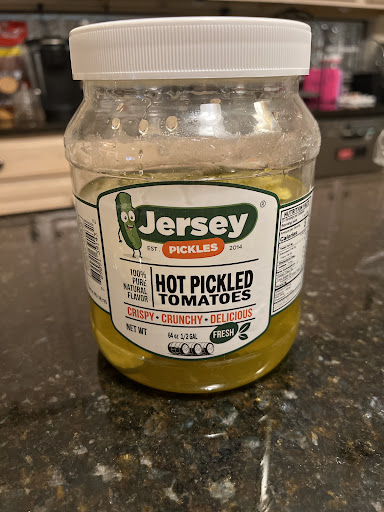 Jersey
®
EST PICKLES 2014
100%
PURE
NATURAL
FLAVOR
HOT PICKLED
TOMATOES
CRISPY • CRUNCHY • DELICIOUS
NET WT
64 oz 1/2 GAL
FRESH
Calories